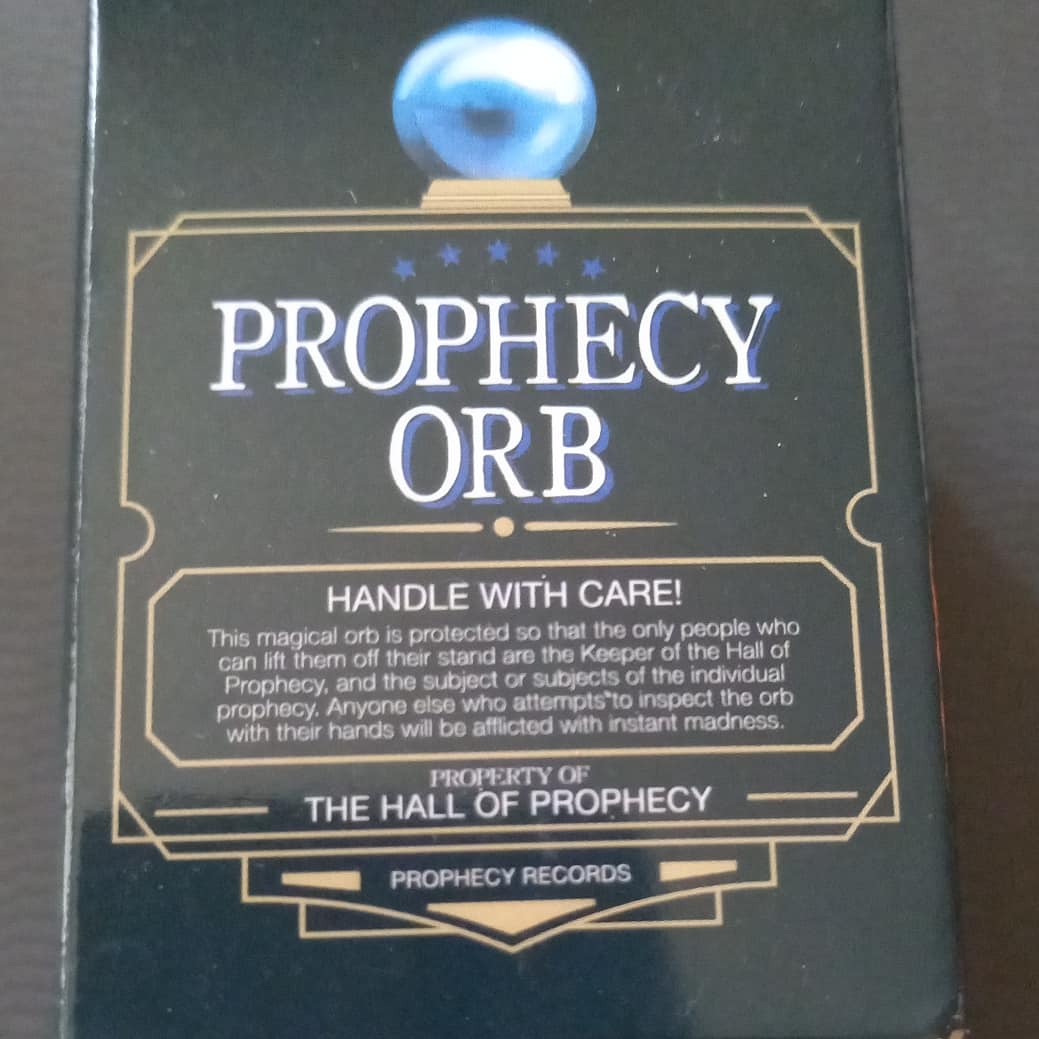 PROPHECY
ORB
HANDLE WITH CARE!
This magical orb is protected so that the only people who
can lift them off their stand are the Keeper of the Hall of
Prophecy, and the subject or subjects of the individual
prophecy. Anyone else who attempts to inspect the orb
with their hands will be afflicted with instant madness.
PROPERTY OF
THE HALL OF PROPHECY
PROPHECY RECORDS